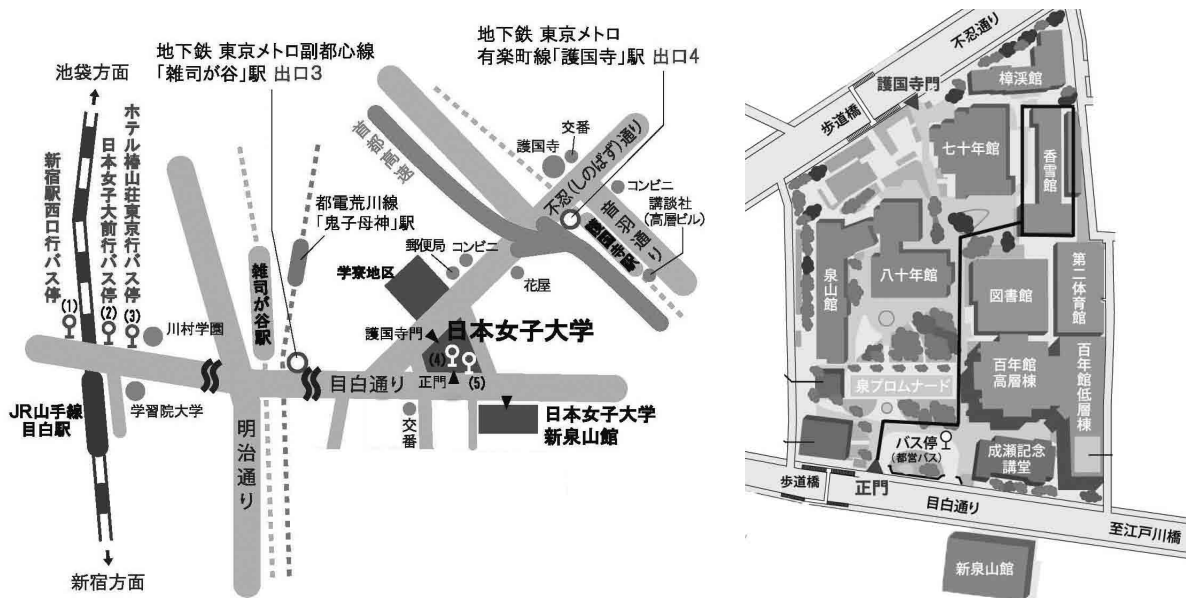 地下鉄 東京メトロ副都心線
「雑司が谷」駅 出口3
地下鉄 東京メトロ
有楽町線「護国寺」駅 出口4
池袋方面
ホテル椿山荘東京行バス停
(3)
日本女子大前行バス停
(2)
新宿駅西口行バス停
(1)
川村学園
学習院大学
JR山手線
目白駅
新宿方面
明治通り
雑司が谷駅
都電荒川線
「鬼子母神」駅
首都高速
護国寺
交番
不忍(しのばず)通り
コンビニ
講談社
(高層ビル)
音羽通り
護国寺駅
郵便局
コンビニ
学寮地区
花屋
護国寺門
日本女子大学
(4)
(5)
正門
目白通り
交番
日本女子大学
新泉山館
不忍通り
護国寺門
歩道橋
樟渓館
七十年館
香雪館
泉山館
八十年館
図書館
第二体育館
百年館
高層棟
百年館低層棟
泉プロムナード
バス停
(都営バス)
成瀬記念
講堂
歩道橋
正門
目白通り
至江戸川橋
新泉山館